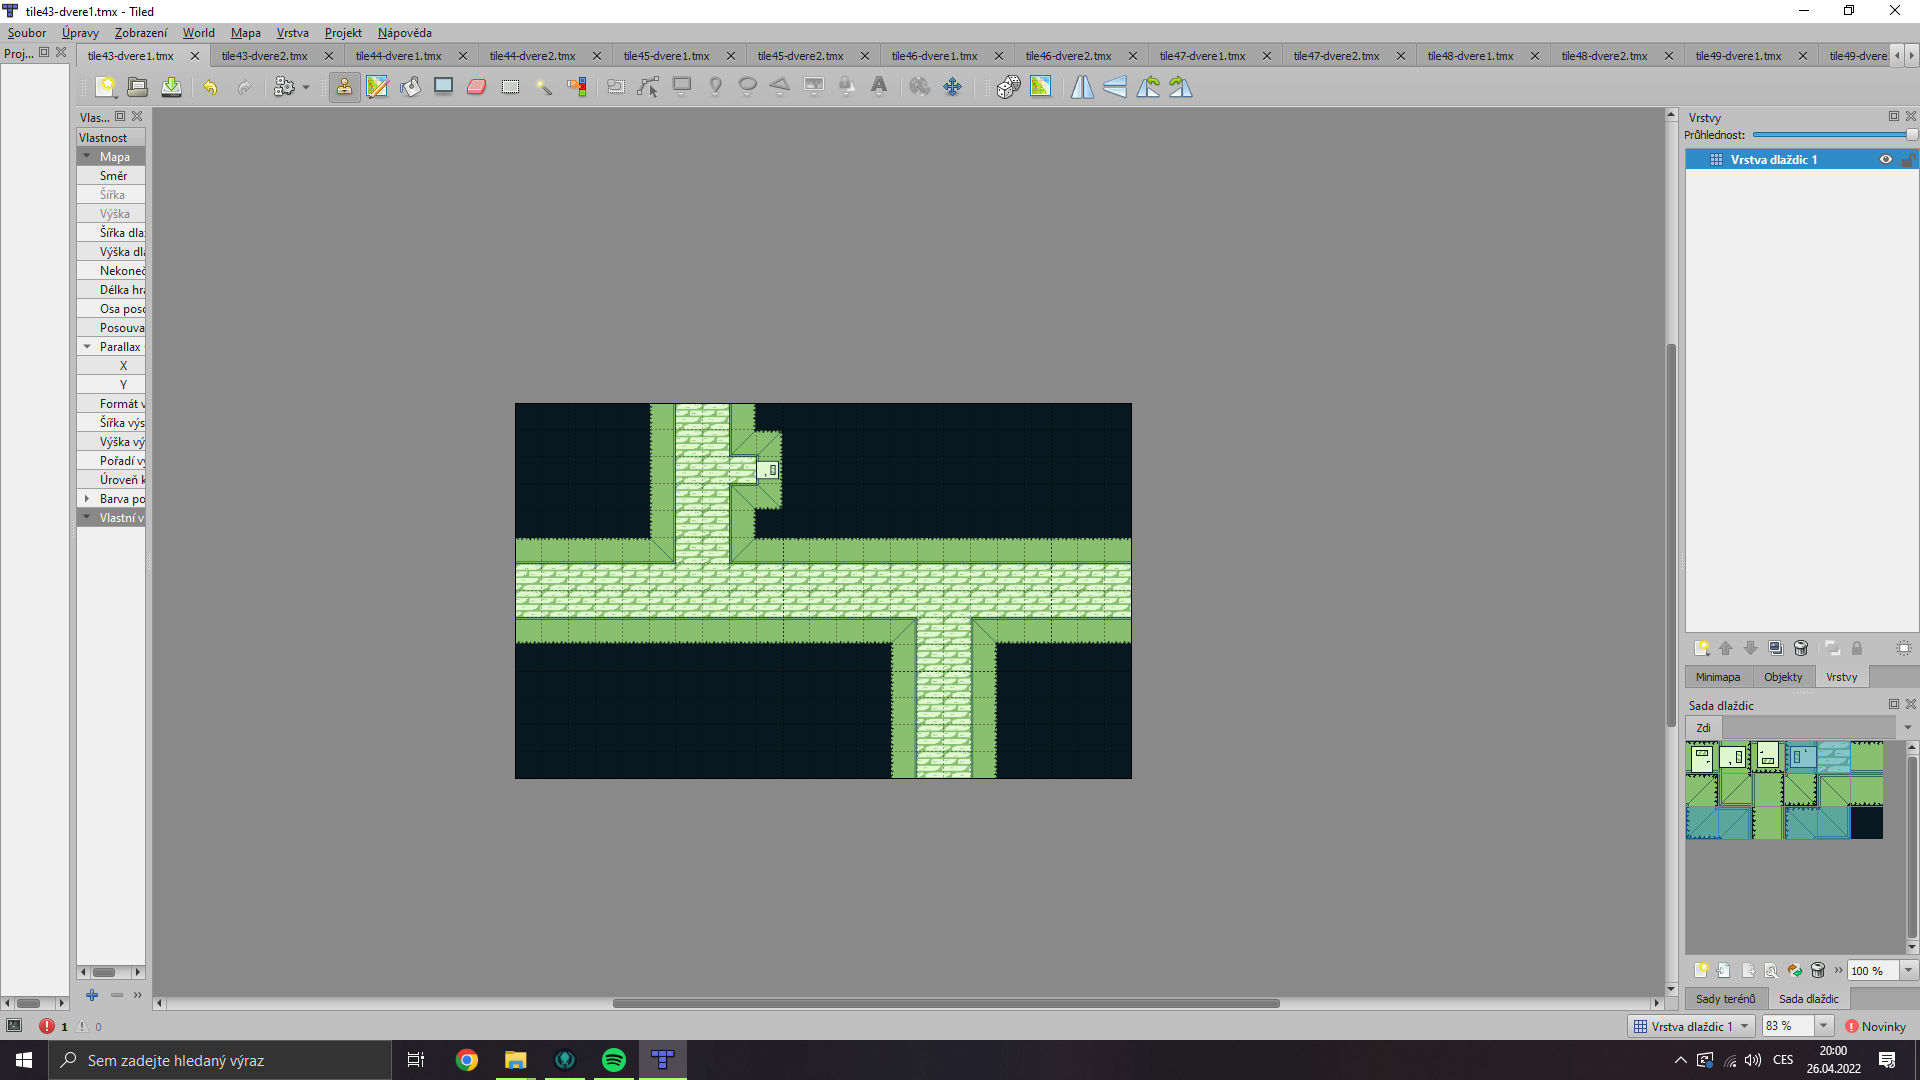 tile43-dvere1.tmx - Tiled
Soubor Úpravy Zobrazení World Mapa Vrstva Projekt Nápověda
Proj...
tile43-dvere1.tmx tile43-dvere2.tmx tile44-dvere1.tmx tile44-dvere2.tmx tile45-dvere1.tmx tile45-dvere2.tmx tile46-dvere1.tmx tile46-dvere2.tmx tile47-dvere1.tmx tile47-dvere2.tmx tile48-dvere1.tmx tile48-dvere2.tmx tile49-dvere1.tmx tile49-dvere
Vlas...
Vlastnost
Mapa
Směr
Šířka
Výška
Šířka dla
Výška dl
Nekoneč
Délka hr
Osa poso
Posouva
Parallax
X
Y
Formát v
Šířka výs
Výška vý
Pořadí v
Úroveň k
Barva po
Vlastní v
Vrstvy
Průhlednost:
Vrstva dlaždic 1
Minimapa Objekty Vrstvy
Sada dlaždic
Zdi
100 %
Sady terénů Sada dlaždic
1 0
Vrstva dlaždic 1 83 % Novinky
Sem zadejte hledaný výraz
CES
20:00
26.04.2022